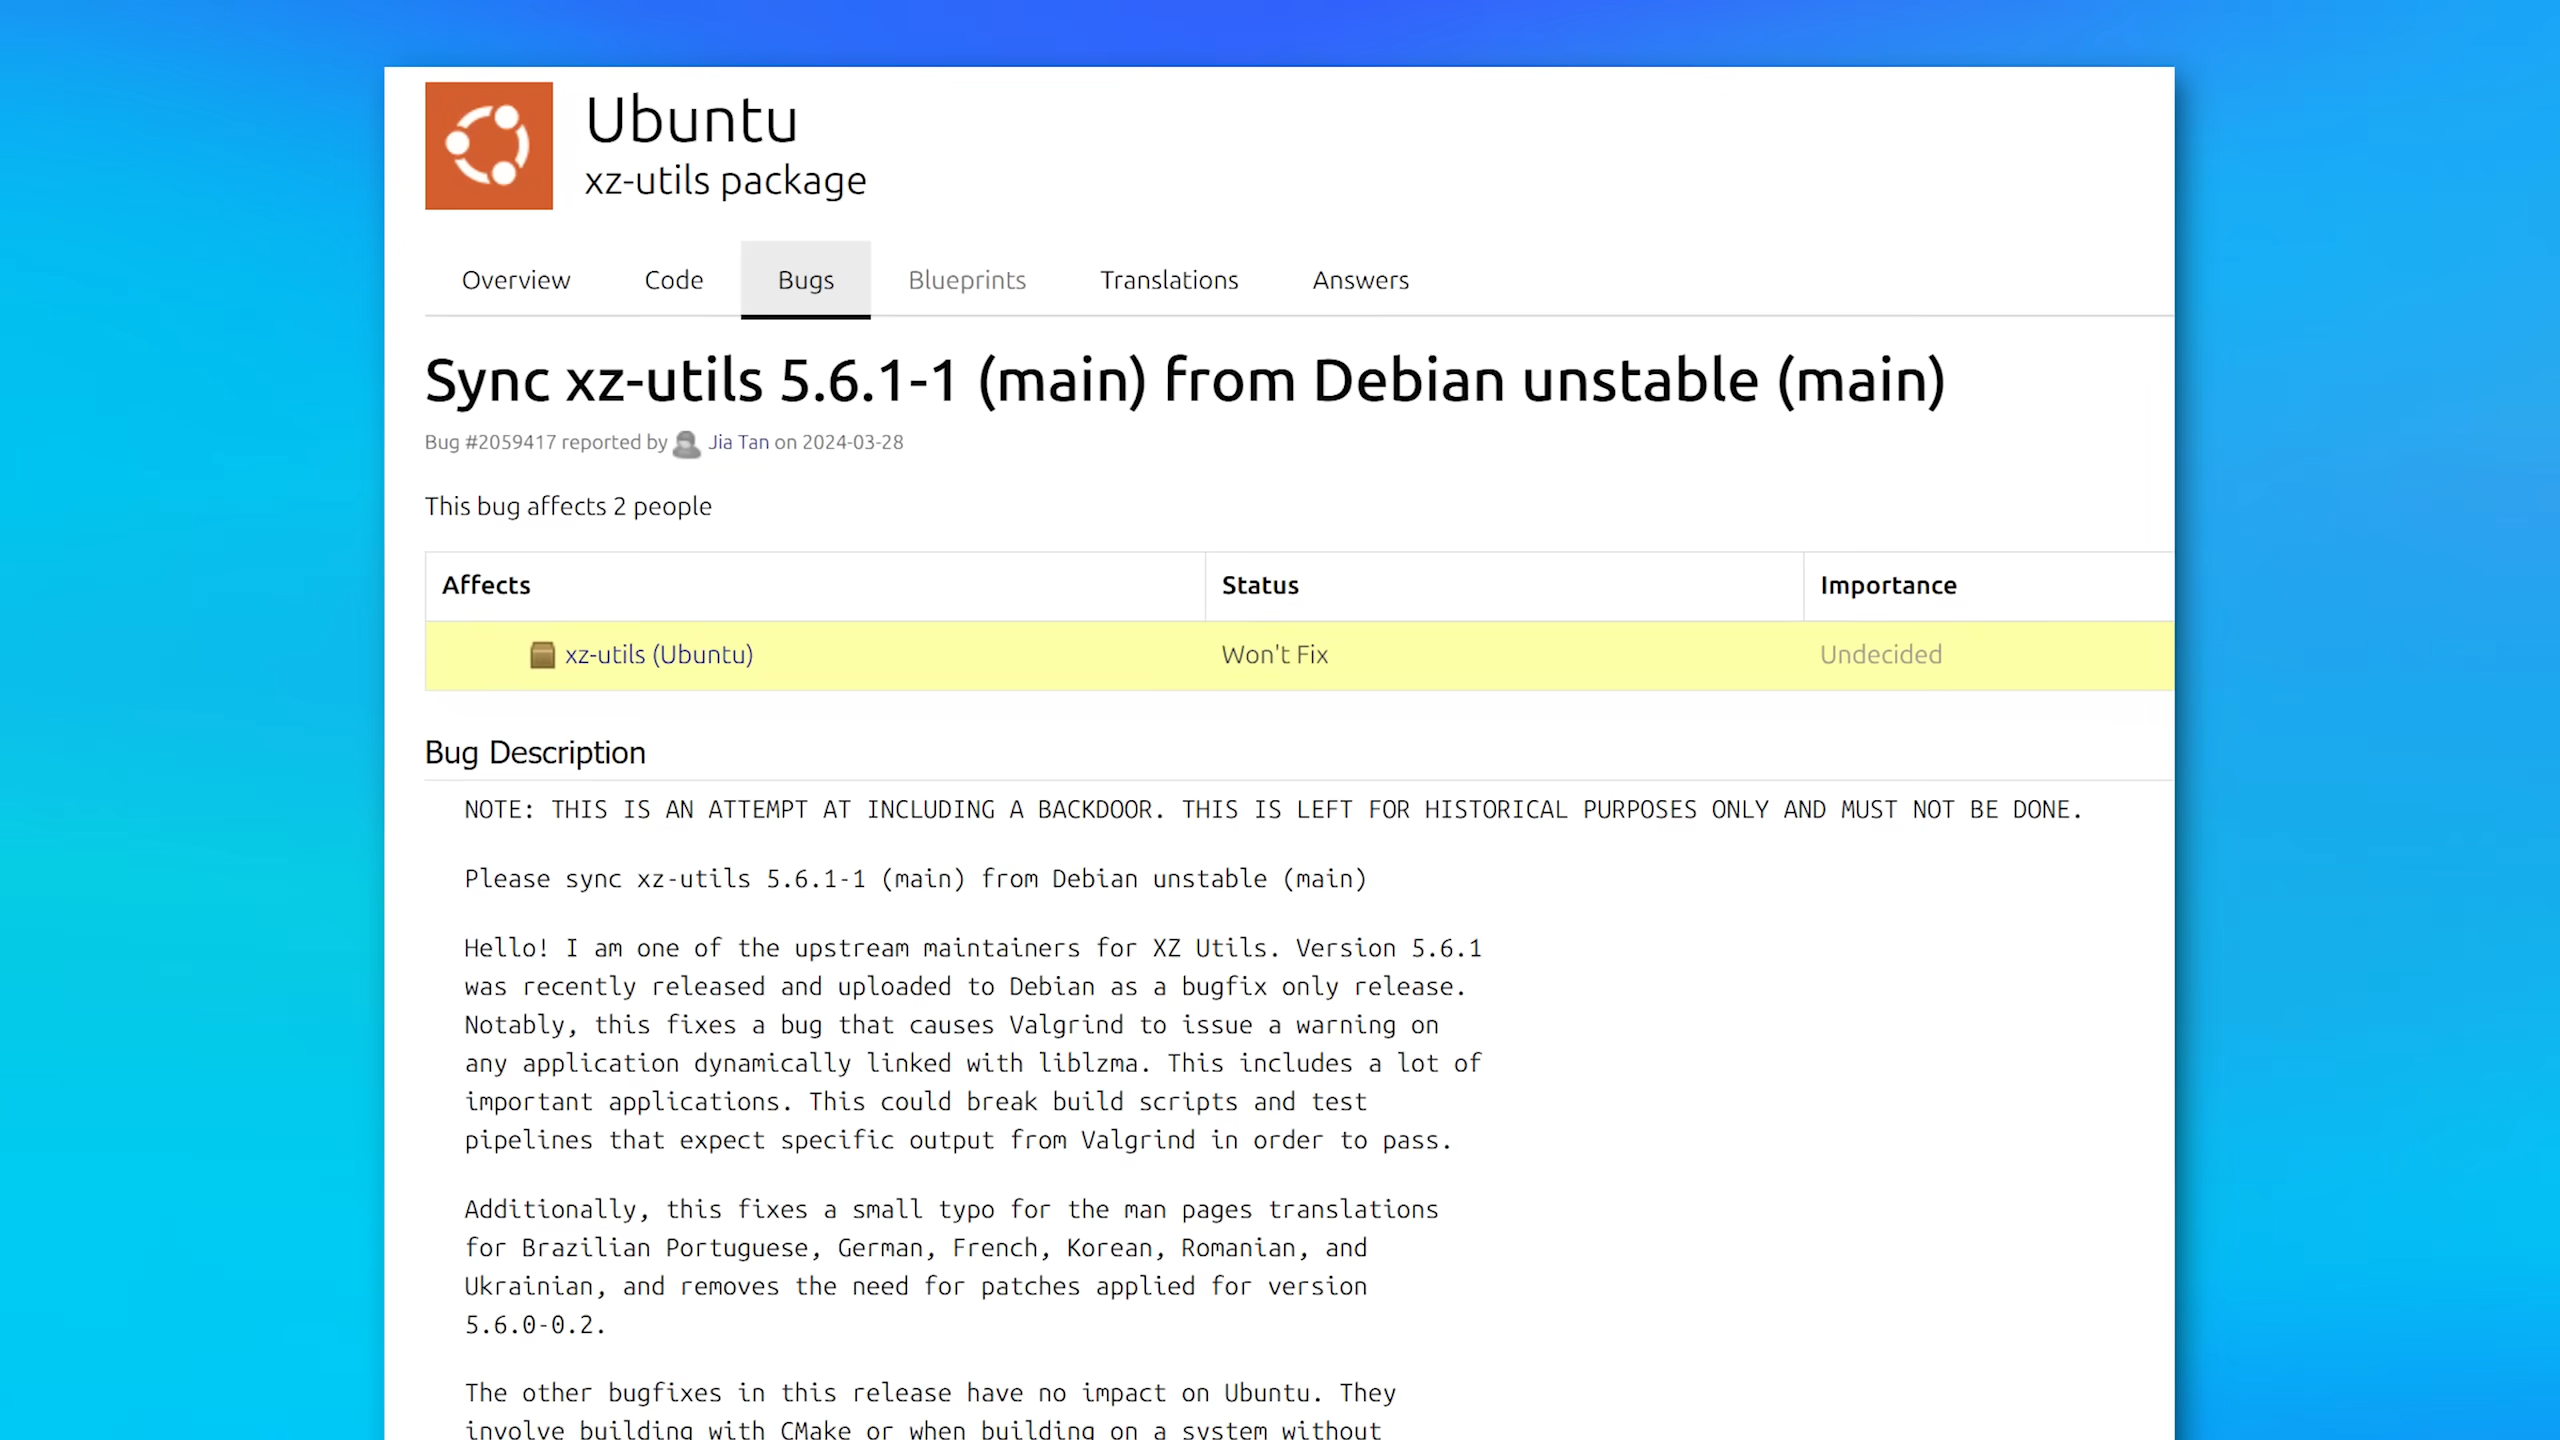 Ubuntu
xz-utils package
Overview Code Bugs Blueprints Translations Answers
Sync xz-utils 5.6.1-1 (main) from Debian unstable (main)
Bug #2059417 reported by Jia Tan on 2024-03-28
This bug affects 2 people
Affects Status Importance
xz-utils (Ubuntu) Won't Fix Undecided
Bug Description
NOTE: THIS IS AN ATTEMPT AT INCLUDING A BACKDOOR. THIS IS LEFT FOR HISTORICAL PURPOSES ONLY AND MUST NOT BE DONE.
Please sync xz-utils 5.6.1-1 (main) from Debian unstable (main)
Hello! I am one of the upstream maintainers for XZ Utils. Version 5.6.1
was recently released and uploaded to Debian as a bugfix only release.
Notably, this fixes a bug that causes Valgrind to issue a warning on
any application dynamically linked with liblzma. This includes a lot of
important applications. This could break build scripts and test
pipelines that expect specific output from Valgrind in order to pass.
Additionally, this fixes a small typo for the man pages translations
for Brazilian Portuguese, German, French, Korean, Romanian, and
Ukrainian, and removes the need for patches applied for version
5.6.0-0.2.
The other bugfixes in this release have no impact on Ubuntu. They
involve building with CMake or when building on a system without